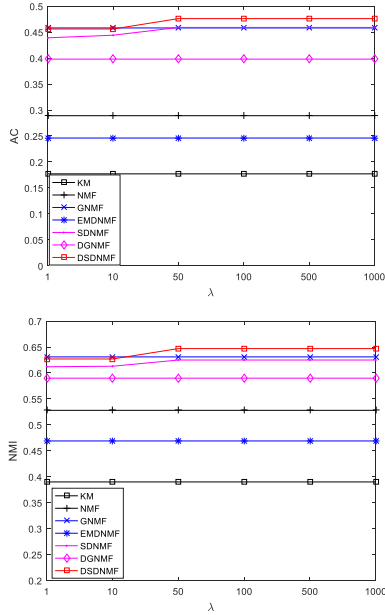 0.5
0.45
0.4
0.35
0.3
0.25
0.2
0.15
0.1
0.05
0
AC
KM
NMF
GNMF
EMDNMF
SDNMF
DGNMF
DSDNMF
1 10 50 100 500 1000
λ
0.7
0.65
0.6
0.55
0.5
0.45
0.4
0.35
0.3
0.25
0.2
NMI
KM
NMF
GNMF
EMDNMF
SDNMF
DGNMF
DSDNMF
1 10 50 100 500 1000
λ